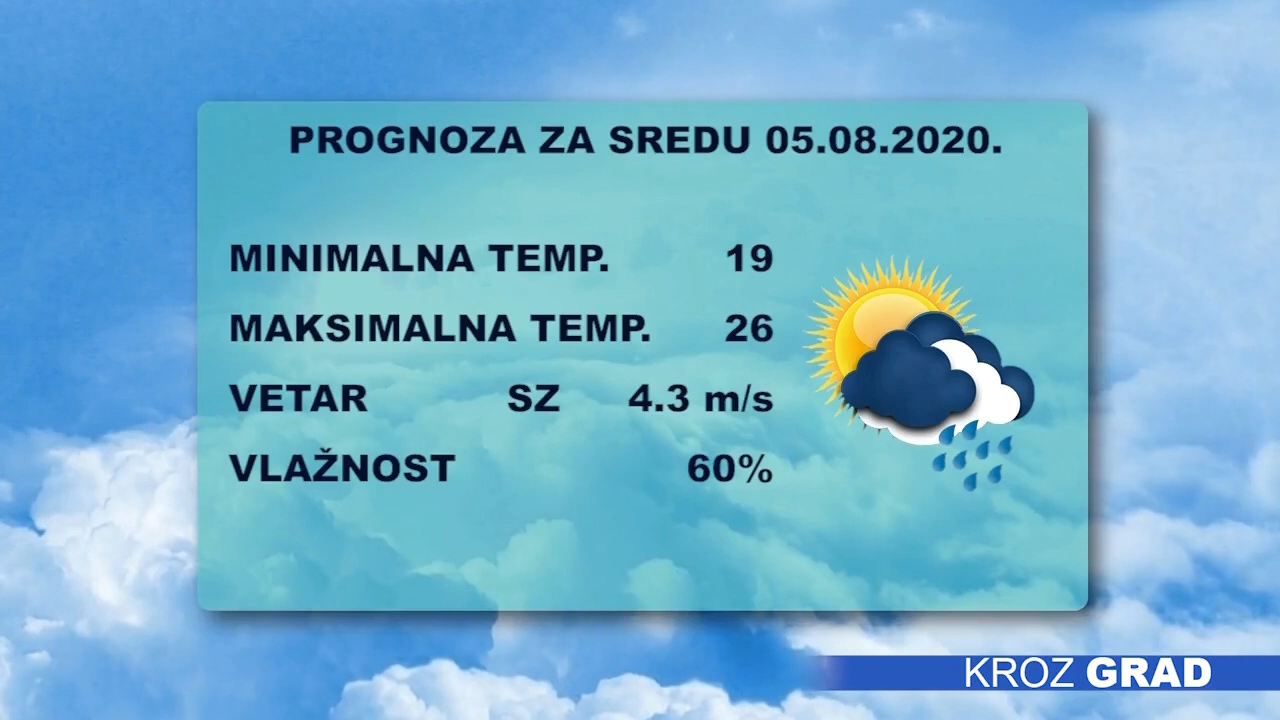 PROGNOZA ZA SREDU 05.08.2020.
MINIMALNA TEMP. 19
MAKSIMALNA TEMP. 26
VETAR SZ 4.3 m/s
VLAŽNOST 60%
KROZ GRAD